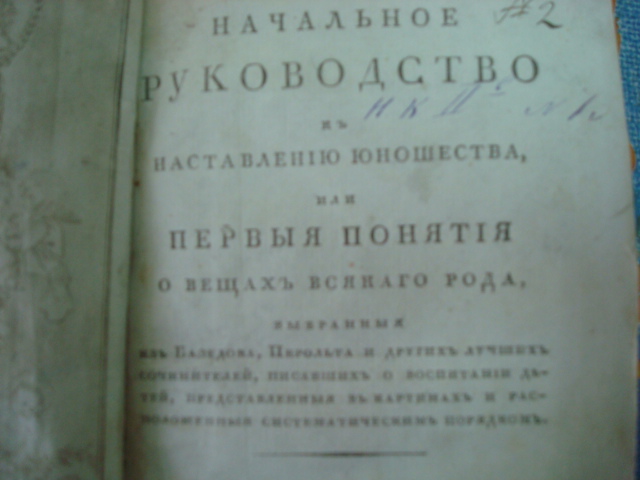 НАЧАЛЬНОЕ
#2
РУКОВОДСТВО
КЪ
НАСТАВЛЕНІЮ ЮНОШЕСТВА,
ИЛИ
ПЕРВЫЯ ПОНЯТІЯ
О ВЕЩАХЪ ВСЯКАГО РОДА,
ВЫБРАННЫЯ
ИЗЪ БАЗЕДОВА, ПЕРОЛЬТА И ДРУГИХЪ ЛУЧШИХЪ
СОЧИНИТЕЛЕЙ, ПИСАВШИХЪ О ВОСПИТАНІИ ДѢ-
ТЕЙ, ПРЕДСТАВЛЕННЫЯ ВЪ КАРТИНАХЪ И РАС-
ПОЛОЖЕННЫЯ СИСТЕМАТИЧЕСКИМЪ ПОРЯДКОМЪ.